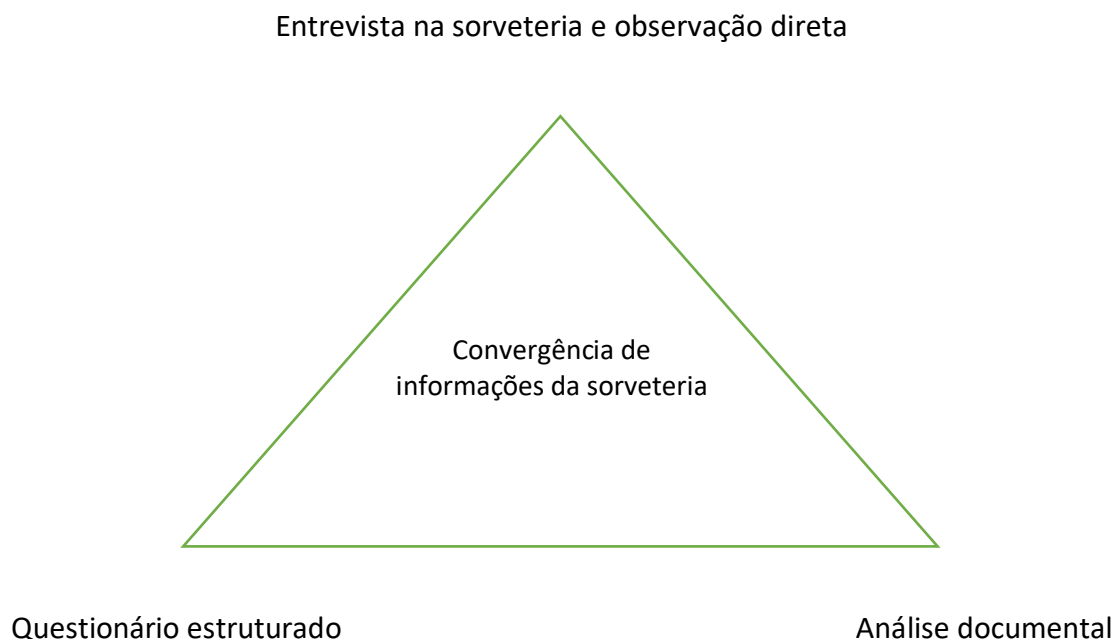 Entrevista na sorveteria e observação direta
Convergência de
informações da sorveteria
Questionário estruturado
Análise documental